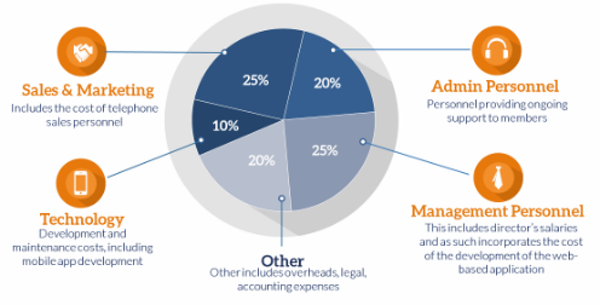 25%
20%
10%
20%
25%
Sales & Marketing
Includes the cost of telephone
sales personnel
Admin Personnel
Personnel providing ongoing
support to members
Technology
Development and
maintenance costs, including
mobile app development
Other
Other includes overheads, legal,
accounting expenses
Management Personnel
This includes director's salaries
and as such incorporates the cost
of the development of the web-
based application